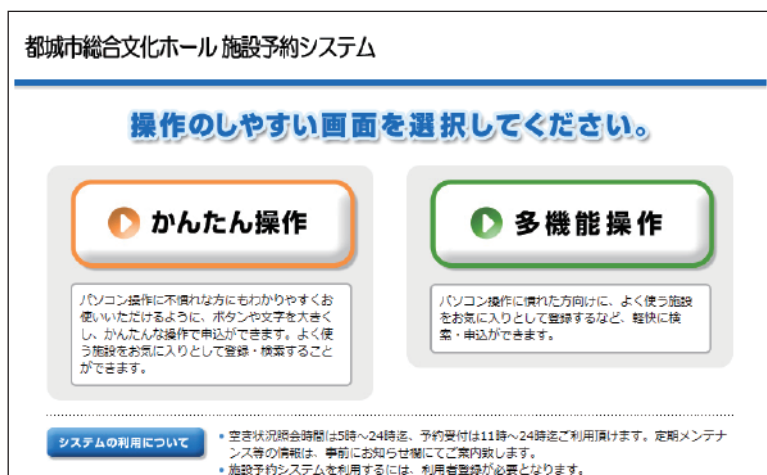 都城市総合文化ホール 施設予約システム
操作のしやすい画面を選択してください。
かんたん操作
多機能操作
パソコン操作に不慣れな方にもわかりやすくお
使いいただけるように、ボタンや文字を大きく
し、かんたんな操作で申込ができます。よく使
う施設をお気に入りとして登録・検索すること
ができます。
パソコン操作に慣れた方向けに、よく使う施設
をお気に入りとして登録するなど、軽快に検
索・申込ができます。
システムの利用について
• 空き状況照会時間は5時～24時迄、予約受付は11時～24時迄ご利用頂けます。定期メンテナ
ンス等の情報は、事前にお知らせ欄にてご案内致します。
• 施設予約システムを利用するには、利用者登録が必要となります。